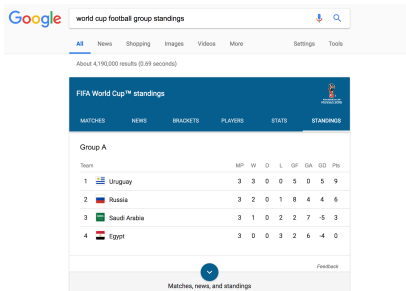 Google
world cup football group standings
All News Shopping Images Videos More Settings Tools
About 4,190,000 results (0.69 seconds)
FIFA World Cup™ standings
MATCHES NEWS BRACKETS PLAYERS STATS STANDINGS
Group A
Team MP W D L GF GA GD Pts
1 Uruguay 3 3 0 0 5 0 5 9
2 Russia 3 2 0 1 8 4 4 6
3 Saudi Arabia 3 1 0 2 2 7 -5 3
4 Egypt 3 0 0 3 2 6 -4 0
Feedback
Matches, news, and standings